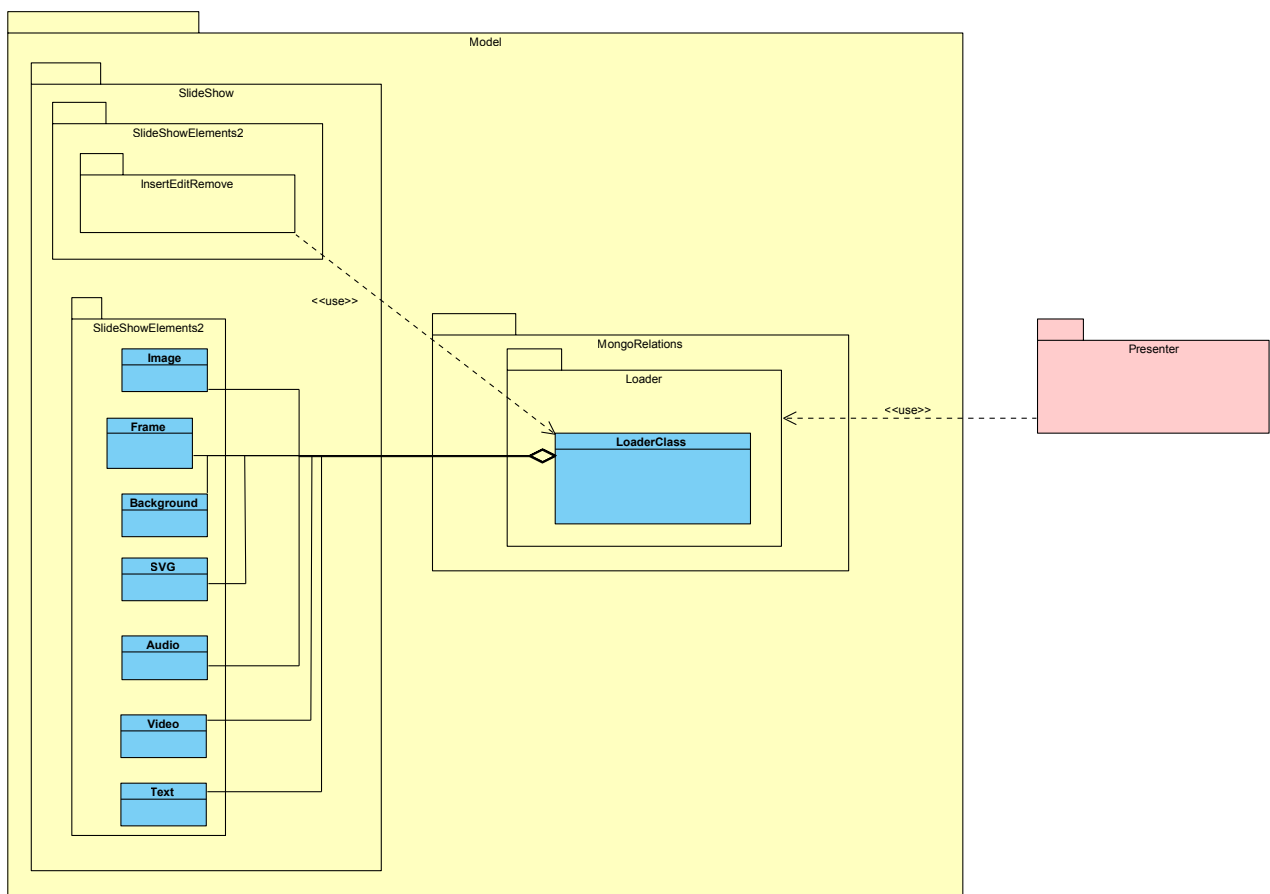 Model
SlideShow
SlideShowElements2
InsertEditRemove
<<use>>
SlideShowElements2
Image
Frame
Background
SVG
Audio
Video
Text
MongoRelations
Loader
LoaderClass
<<use>>
Presenter